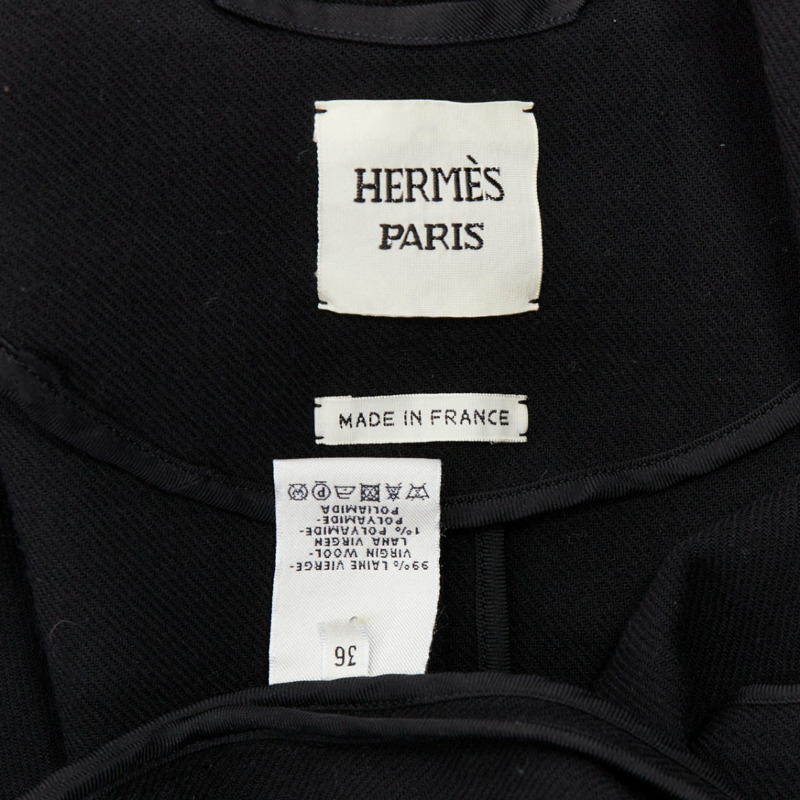 HERMÈS
PARIS
MADE IN FRANCE
99% LAINE VIERGE-
VIRGIN WOOL-
LANA VIRGEN
1% POLYAMIDE-
POLYAMIDE-
POLIAMIDA
36